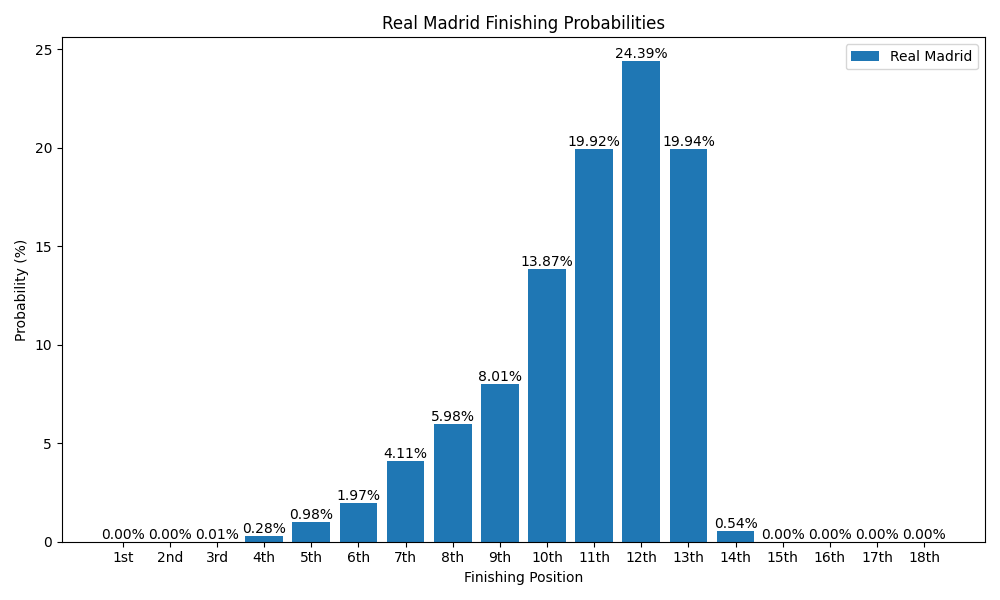 Real Madrid Finishing Probabilities
Real Madrid
Probability (%)
25
20
15
10
5
0
0.00% 0.00% 0.01% 0.28% 0.98% 1.97% 4.11% 5.98% 8.01% 13.87% 19.92% 24.39% 19.94% 0.54% 0.00% 0.00% 0.00% 0.00%
1st 2nd 3rd 4th 5th 6th 7th 8th 9th 10th 11th 12th 13th 14th 15th 16th 17th 18th
Finishing Position